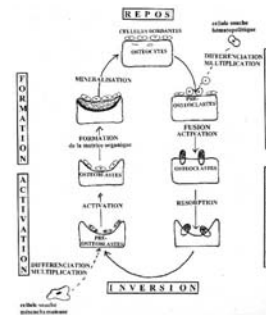 REPOS
CELLULES BORDANTES
OSTEOCYTES
cellule souche
hématopoïétique
DIFFERENCIATION
MULTIPLICATION
PRE-
OSTEOCLASTES
FUSION
ACTIVATION
OSTEOCLASTES
RESORPTION
INVERSION
cellule souche
mésenchymateuse
DIFFERENCIATION
MULTIPLICATION
PRE-
OSTEOBLASTES
ACTIVATION
OSTEOBLASTES
FORMATION
de la matrice organique
MINERALISATION
FORMATION
ACTIVATION